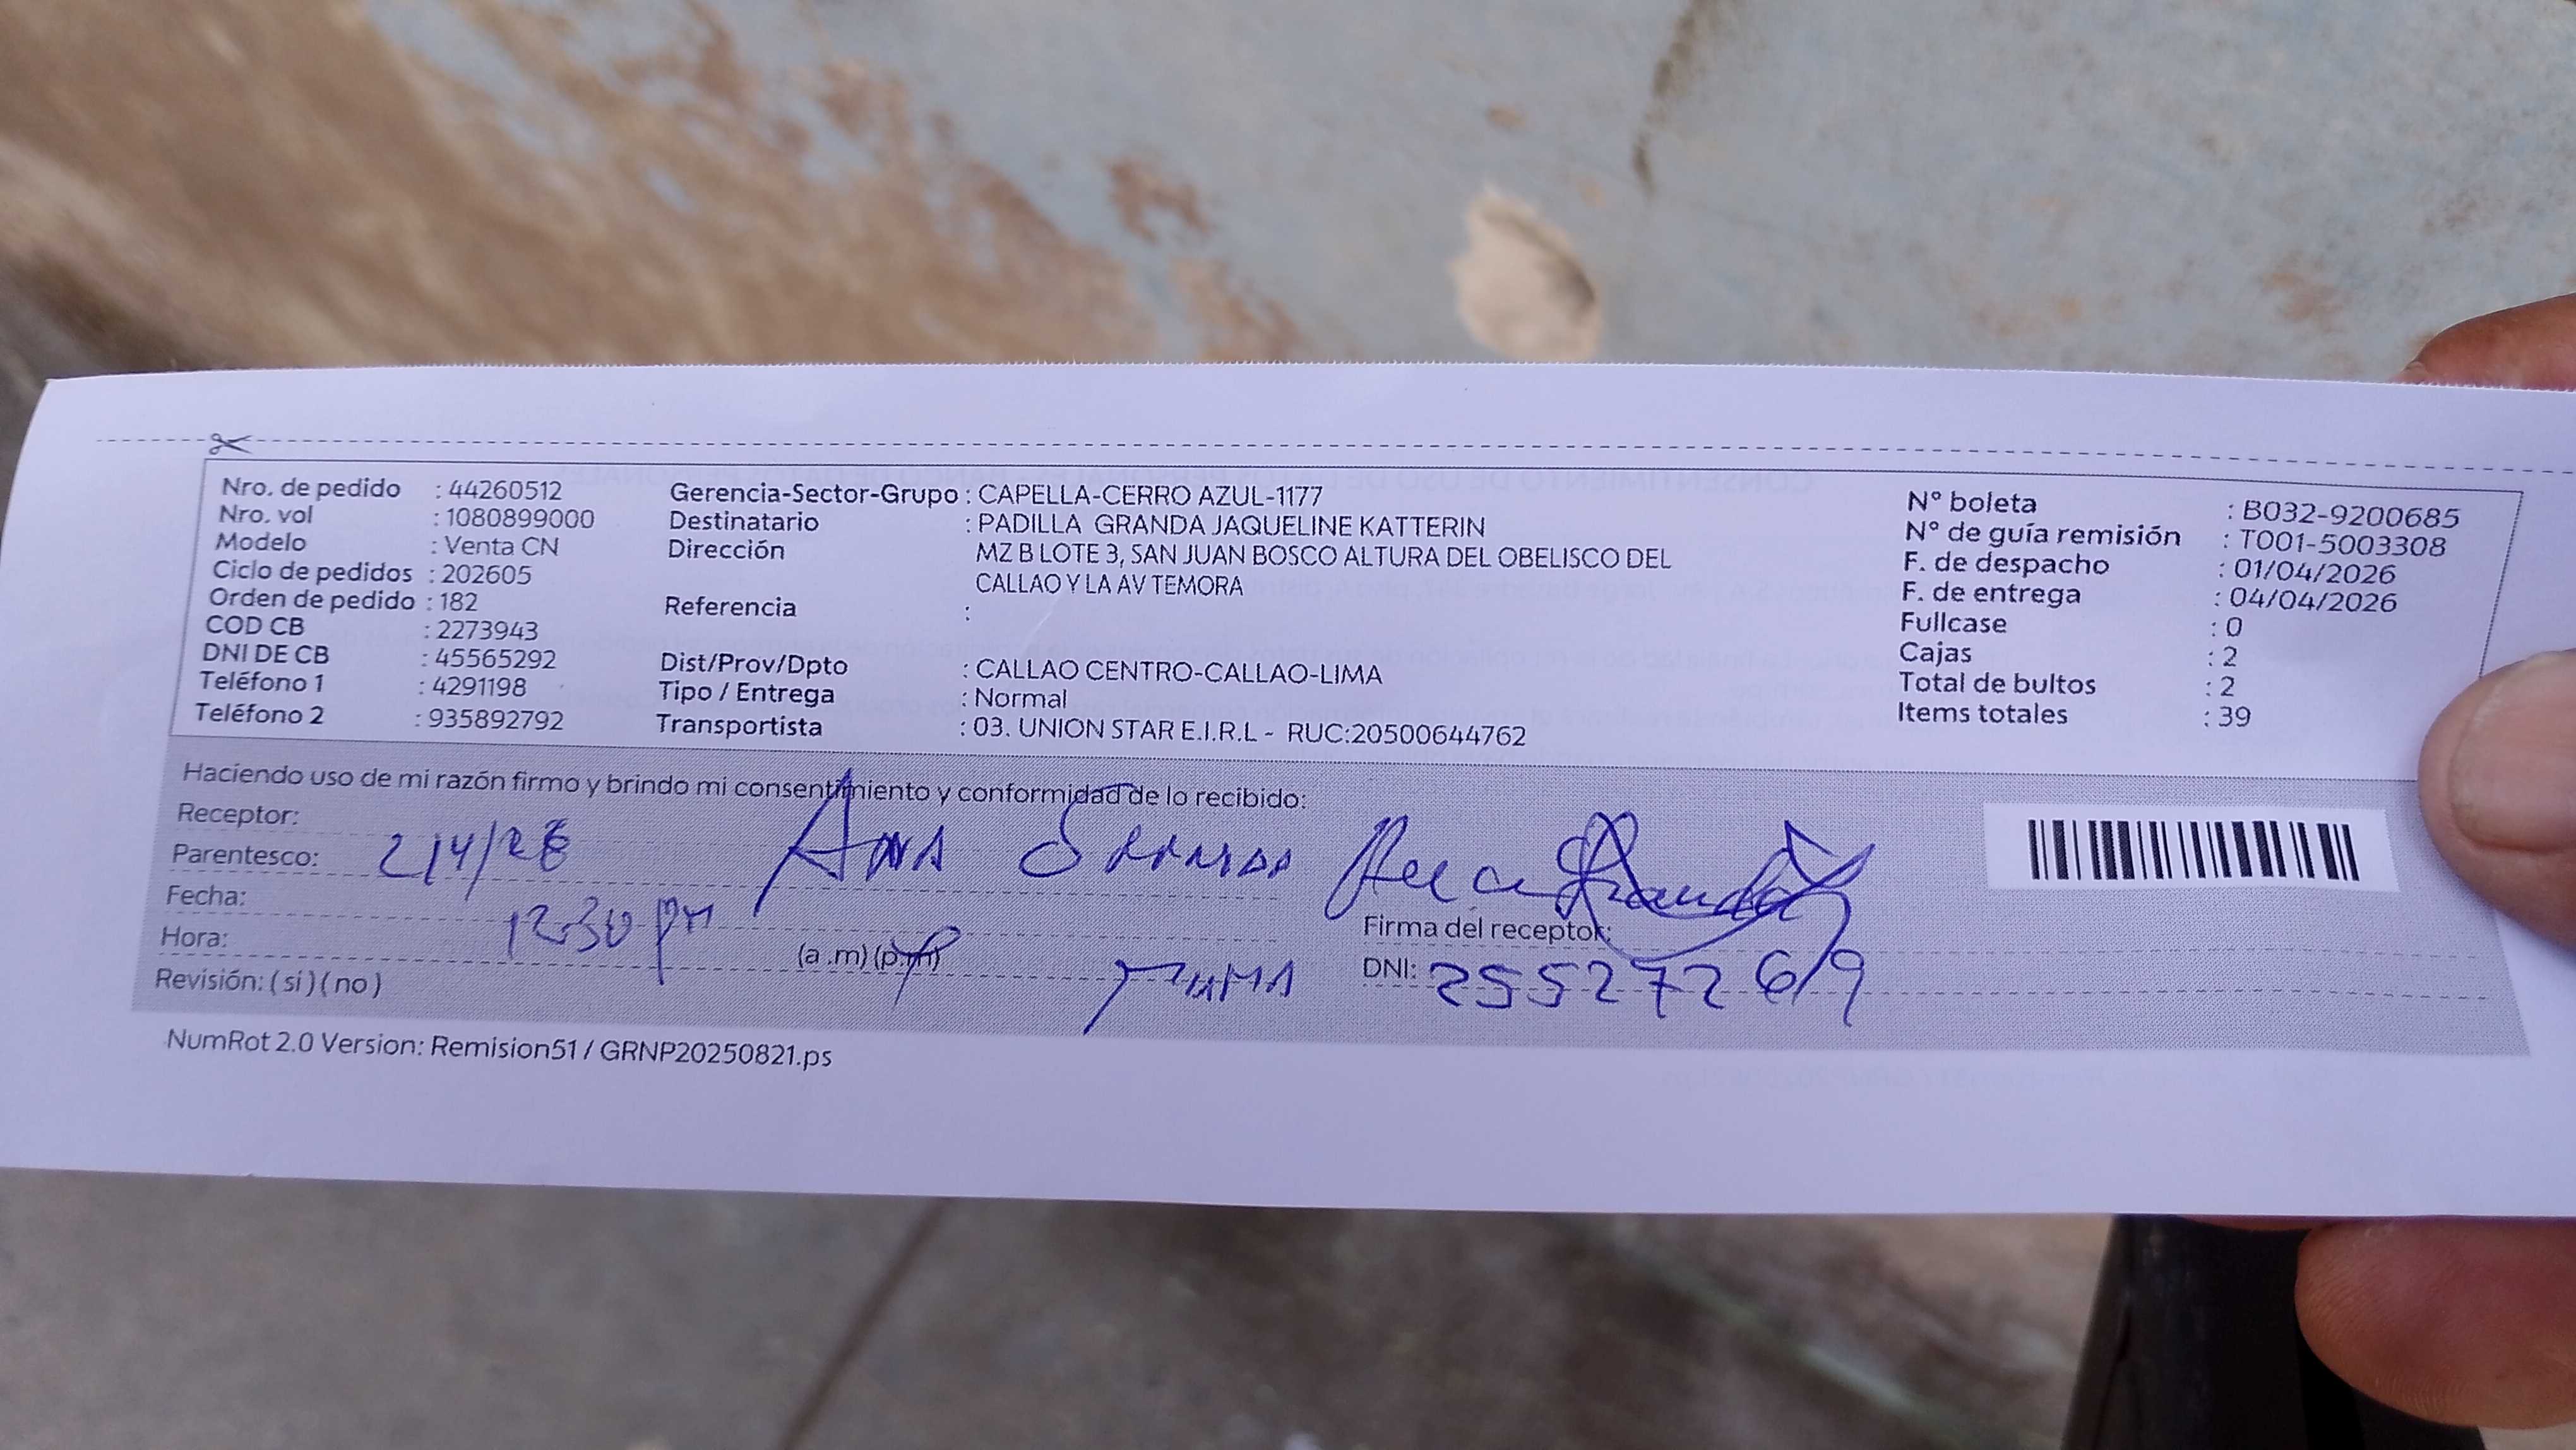 Nro. de pedido : 44260512
Nro. vol : 1080899000
Modelo : Venta CN
Ciclo de pedidos : 202605
Orden de pedido : 182
COD CB : 2273943
DNI DE CB : 45565292
Teléfono 1 : 4291198
Teléfono 2 : 935892792
Gerencia-Sector-Grupo : CAPELLA-CERRO AZUL-1177
Destinatario : PADILLA GRANDA JAQUELINE KATTERIN
Dirección MZ B LOTE 3, SAN JUAN BOSCO ALTURA DEL OBELISCO DEL
CALLAO Y LA AV TEMORA
Referencia :
Dist/Prov/Dpto : CALLAO CENTRO-CALLAO-LIMA
Tipo / Entrega : Normal
Transportista : 03. UNION STAR E.I.R.L - RUC:20500644762
N° boleta : B032-9200685
N° de guía remisión : T001-5003308
F. de despacho : 01/04/2026
F. de entrega : 04/04/2026
Fullcase : 0
Cajas : 2
Total de bultos : 2
Items totales : 39
Haciendo uso de mi razón firmo y brindo mi consentimiento y conformidad de lo recibido:
Receptor:
Parentesco: 2/4/26 Ana
Fecha:
Hora: 12:30 pm (a .m) (p.m)
Revisión: ( si ) ( no )
Firma del receptor:
DNI: 25527269
NumRot 2.0 Version: Remision51 / GRNP20250821.ps